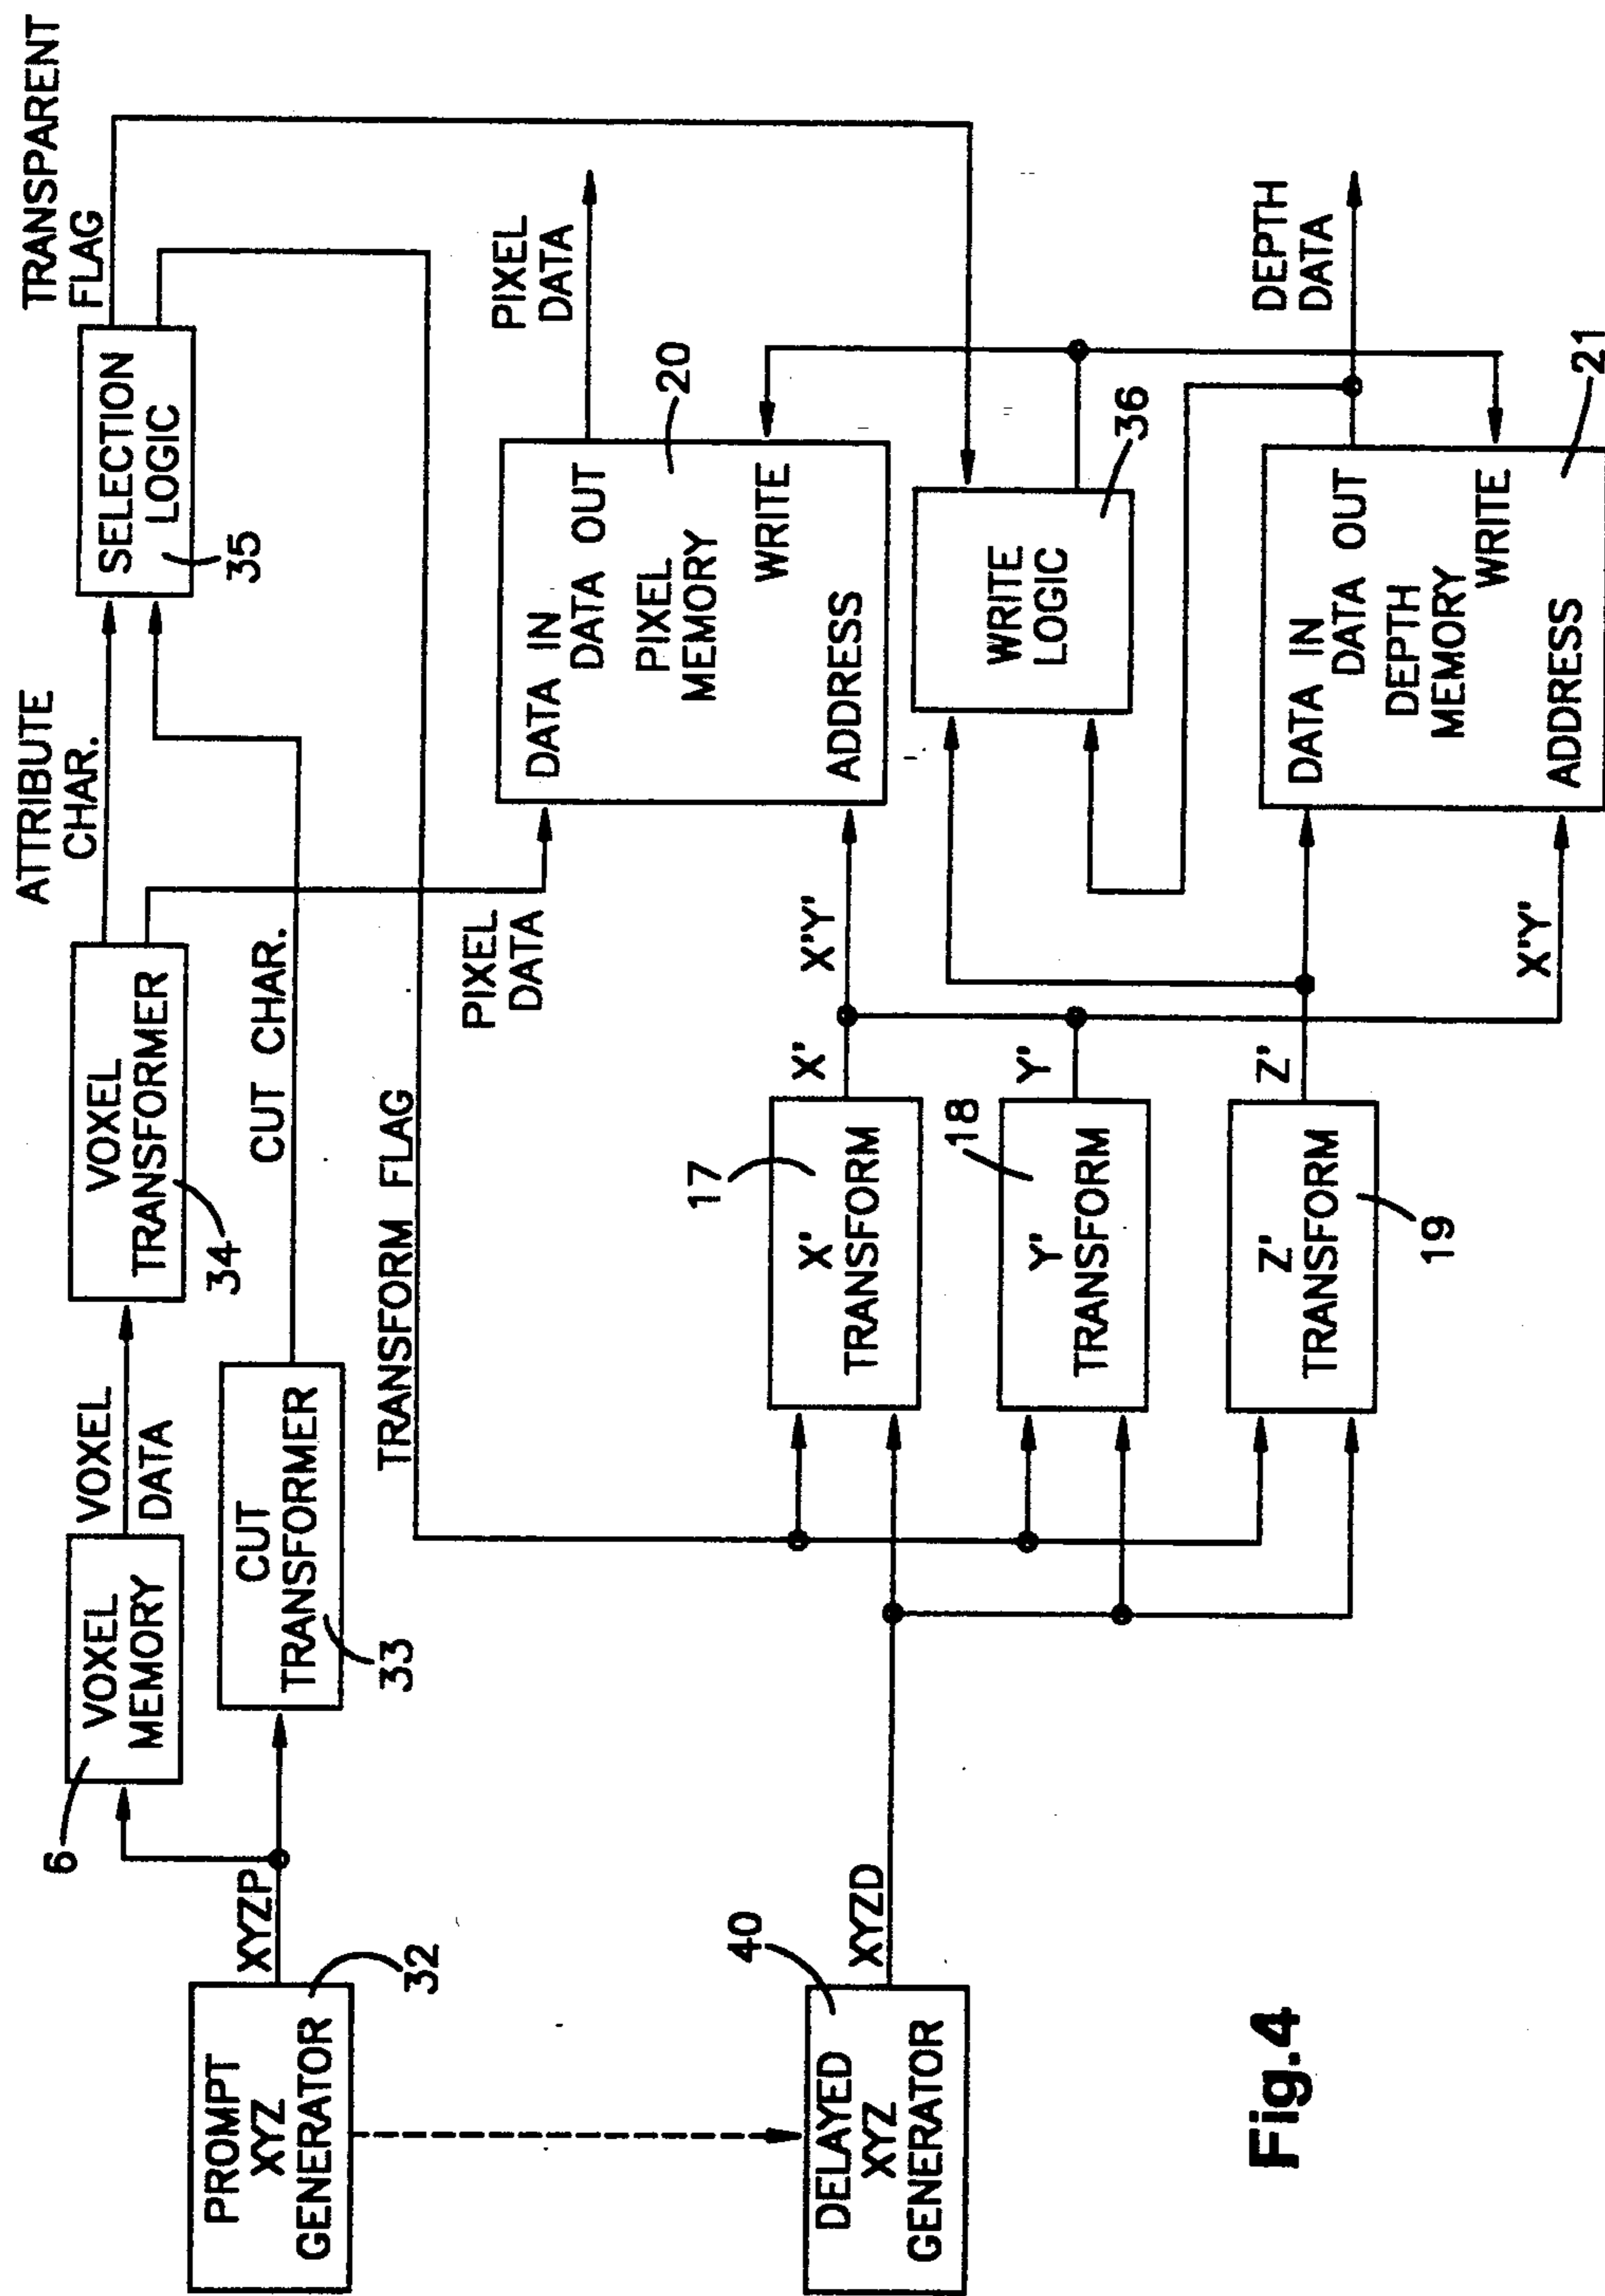 PROMPT
XYZ
GENERATOR
32
XYZP
6
VOXEL
MEMORY
VOXEL
DATA
CUT
TRANSFORMER
33
VOXEL
TRANSFORMER
34
CUT CHAR.
ATTRIBUTE
CHAR.
SELECTION
LOGIC
35
TRANSPARENT
FLAG
TRANSFORM FLAG
PIXEL
DATA
DATA IN
DATA OUT
PIXEL
MEMORY
WRITE
ADDRESS
20
PIXEL
DATA
DELAYED
XYZ
GENERATOR
40
XYZD
17
X'
TRANSFORM
X'
X'Y'
18
Y'
TRANSFORM
Y'
Z'
TRANSFORM
19
Z'
X'Y'
WRITE
LOGIC
36
DATA IN
DATA OUT
DEPTH
MEMORY
WRITE
ADDRESS
21
DEPTH
DATA
Fig.4